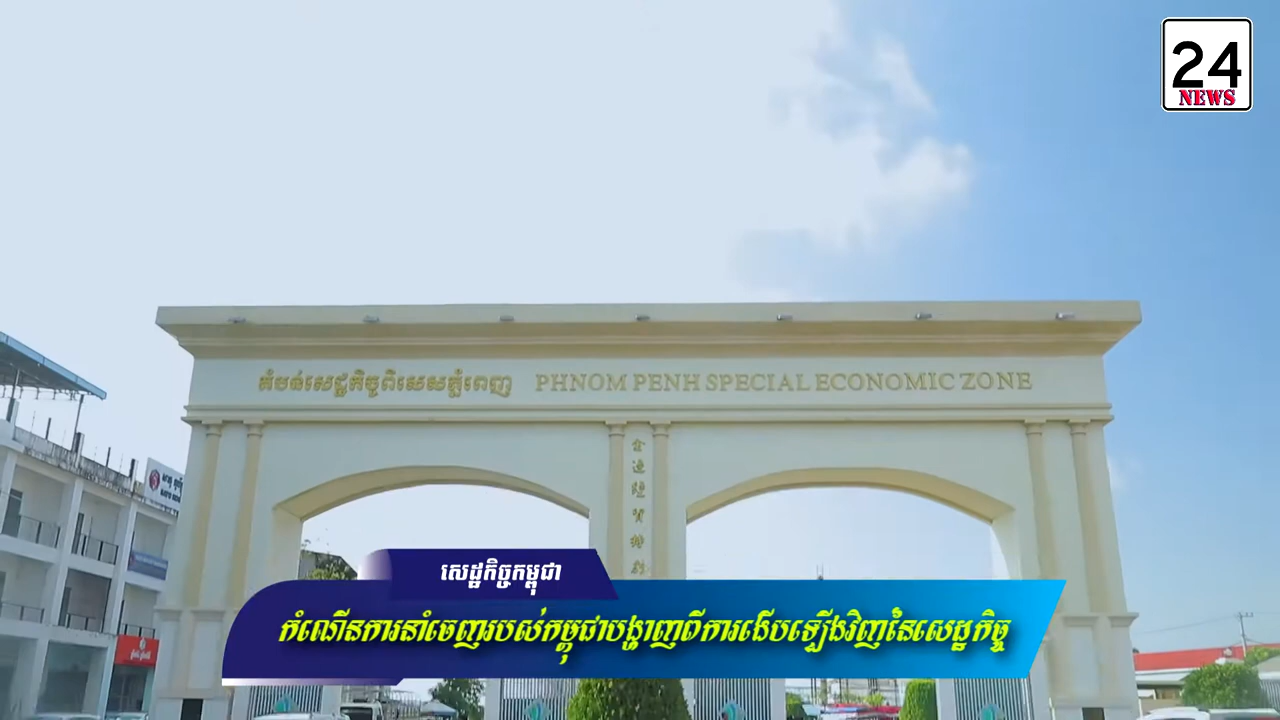 24
NEWS
តំបន់សេដ្ឋកិច្ចពិសេសភ្នំពេញ PHNOM PENH SPECIAL ECONOMIC ZONE
សេដ្ឋកិច្ចកម្ពុជា
កំណើនការនាំចេញរបស់កម្ពុជាបង្ហាញពីការងើបឡើងវិញនៃសេដ្ឋកិច្ច